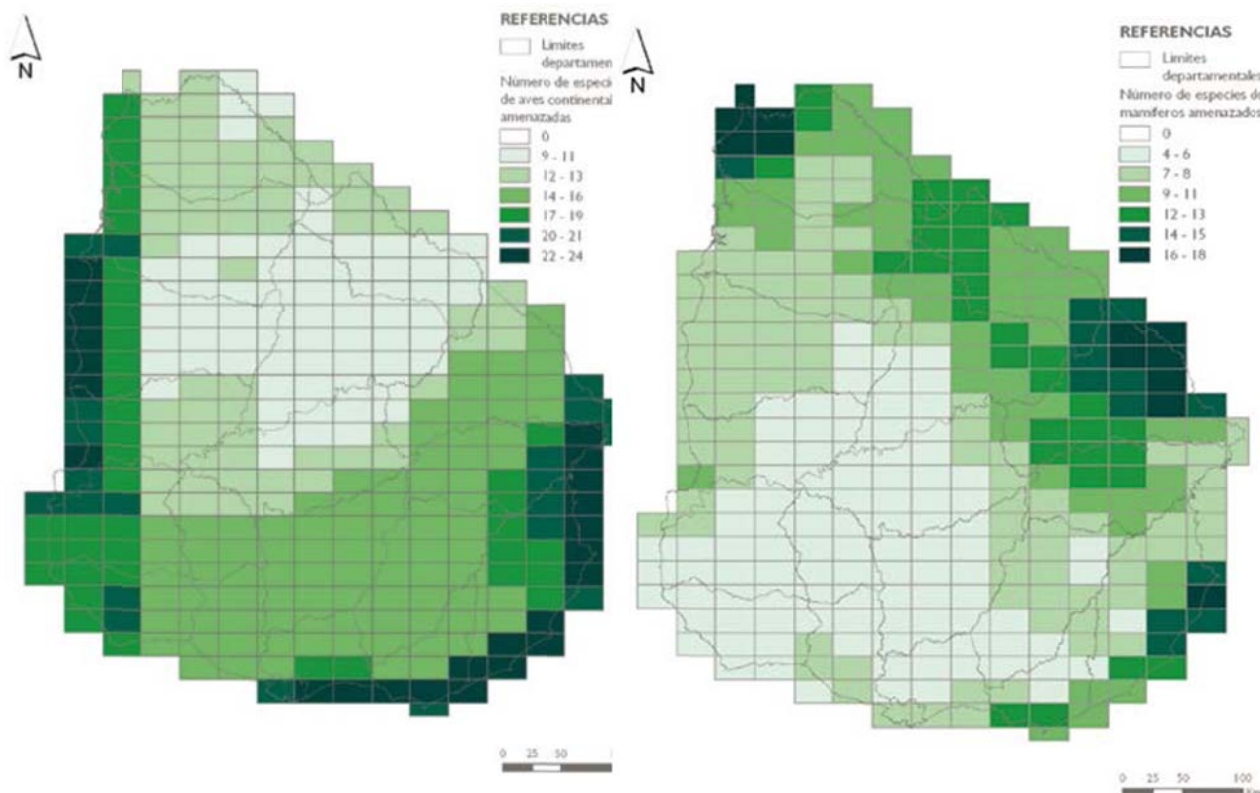 N
REFERENCIAS
Limites
departamen
Número de especi
de aves continental
amenazadas
0
9 - 11
12 - 13
14 - 16
17 - 19
20 - 21
22 - 24
0 25 50
N
REFERENCIAS
Limites
departamentales
Número de especies de
mamíferos amenazados
0
4 - 6
7 - 8
9 - 11
12 - 13
14 - 15
16 - 18
0 25 50 100